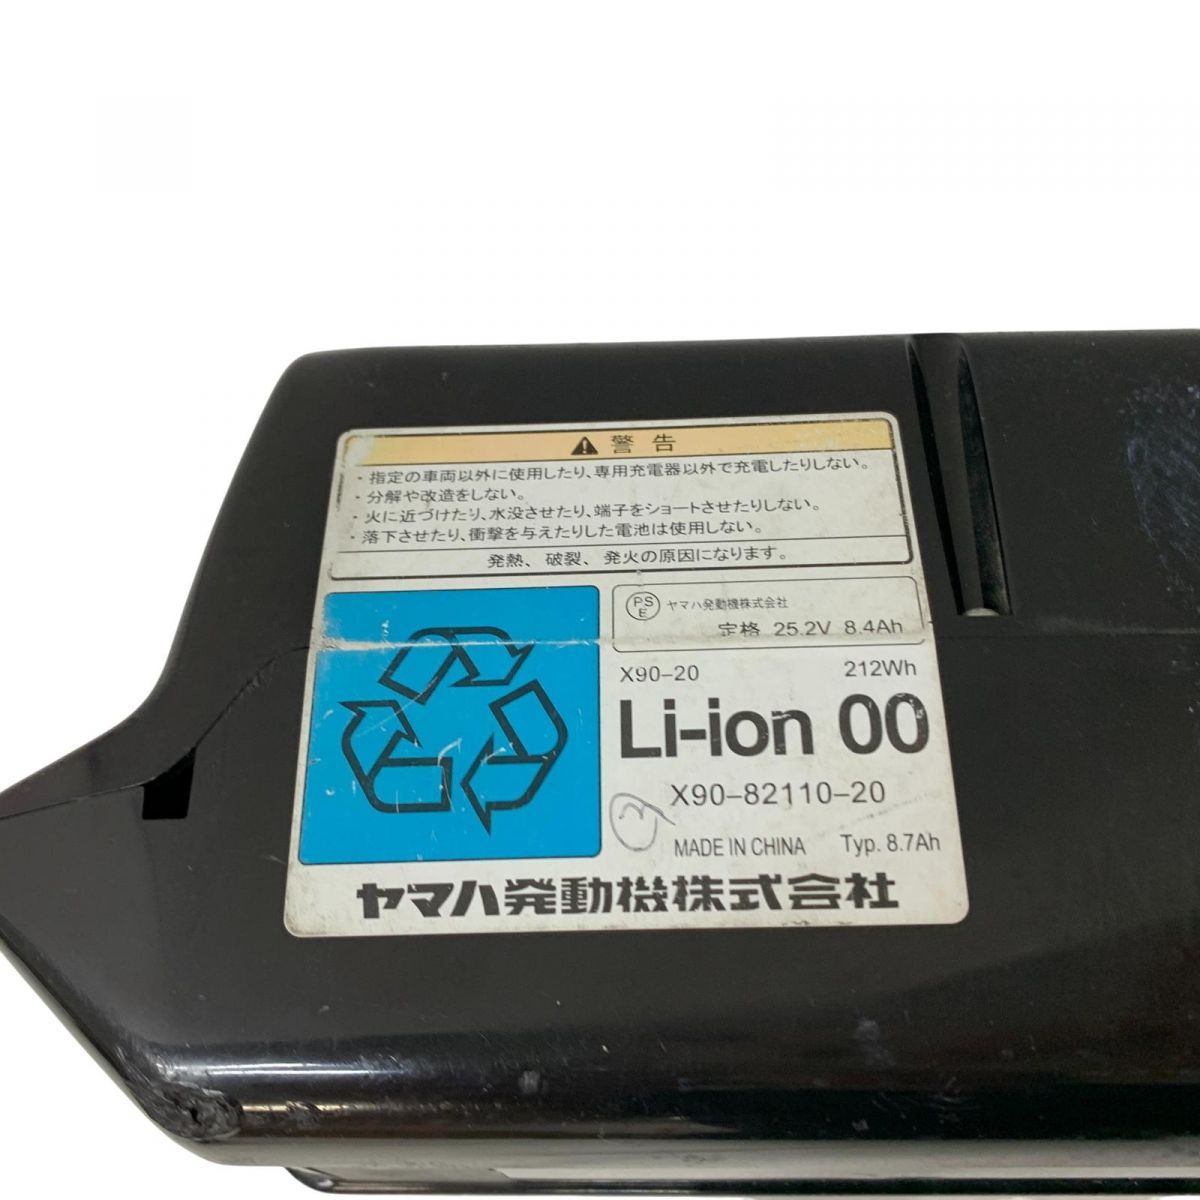 警告
・指定の車両以外に使用したり、専用充電器以外で充電したりしない。
・分解や改造をしない。
・火に近づけたり、水没させたり、端子をショートさせたりしない。
・落下させたり、衝撃を与えたりした電池は使用しない。
発熱、破裂、発火の原因になります。
PS
E
ヤマハ発動機株式会社
定格 25.2V 8.4Ah
X90-20 212Wh
Li-ion 00
X90-82110-20
MADE IN CHINA Typ. 8.7Ah
ヤマハ発動機株式会社